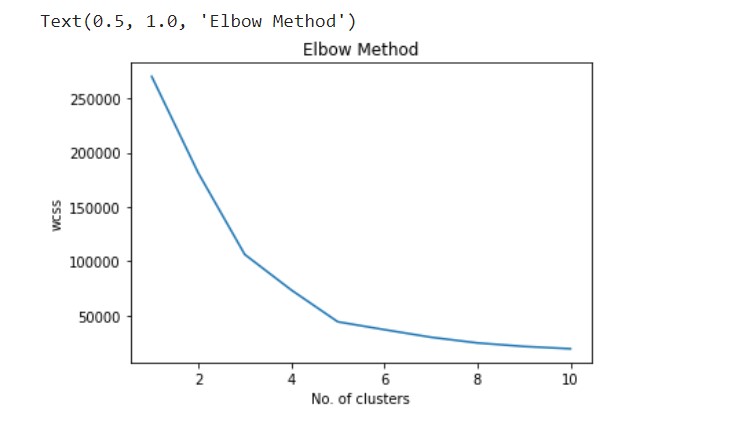 Text(0.5, 1.0, 'Elbow Method')
Elbow Method
250000
200000
150000
100000
50000
wcss
2 4 6 8 10
No. of clusters